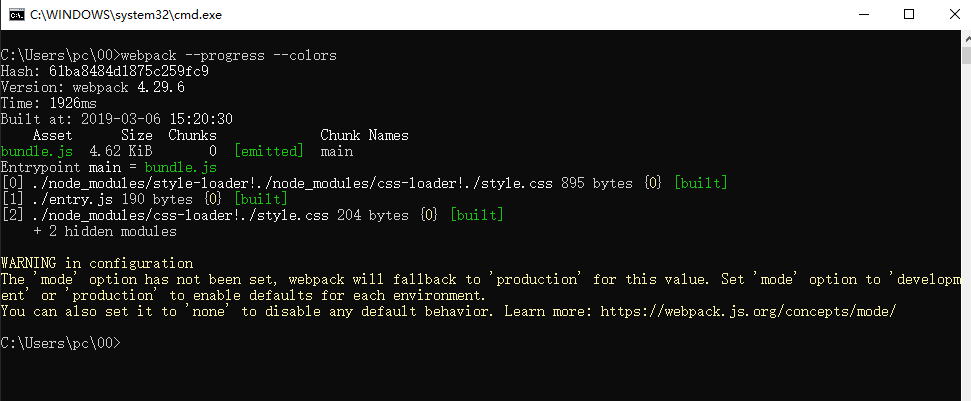 C:\WINDOWS\system32\cmd.exe
C:\Users\pc\00>webpack --progress --colors
Hash: 61ba8484d1875c259fc9
Version: webpack 4.29.6
Time: 1926ms
Built at: 2019-03-06 15:20:30
Asset Size Chunks Chunk Names
bundle.js 4.62 KiB 0 [emitted] main
Entrypoint main = bundle.js
[0] ./node_modules/style-loader!./node_modules/css-loader!./style.css 895 bytes {0} [built]
[1] ./entry.js 190 bytes {0} [built]
[2] ./node_modules/css-loader!./style.css 204 bytes {0} [built]
+ 2 hidden modules
WARNING in configuration
The 'mode' option has not been set, webpack will fallback to 'production' for this value. Set 'mode' option to 'developm
ent' or 'production' to enable defaults for each environment.
You can also set it to 'none' to disable any default behavior. Learn more: https://webpack.js.org/concepts/mode/
C:\Users\pc\00>